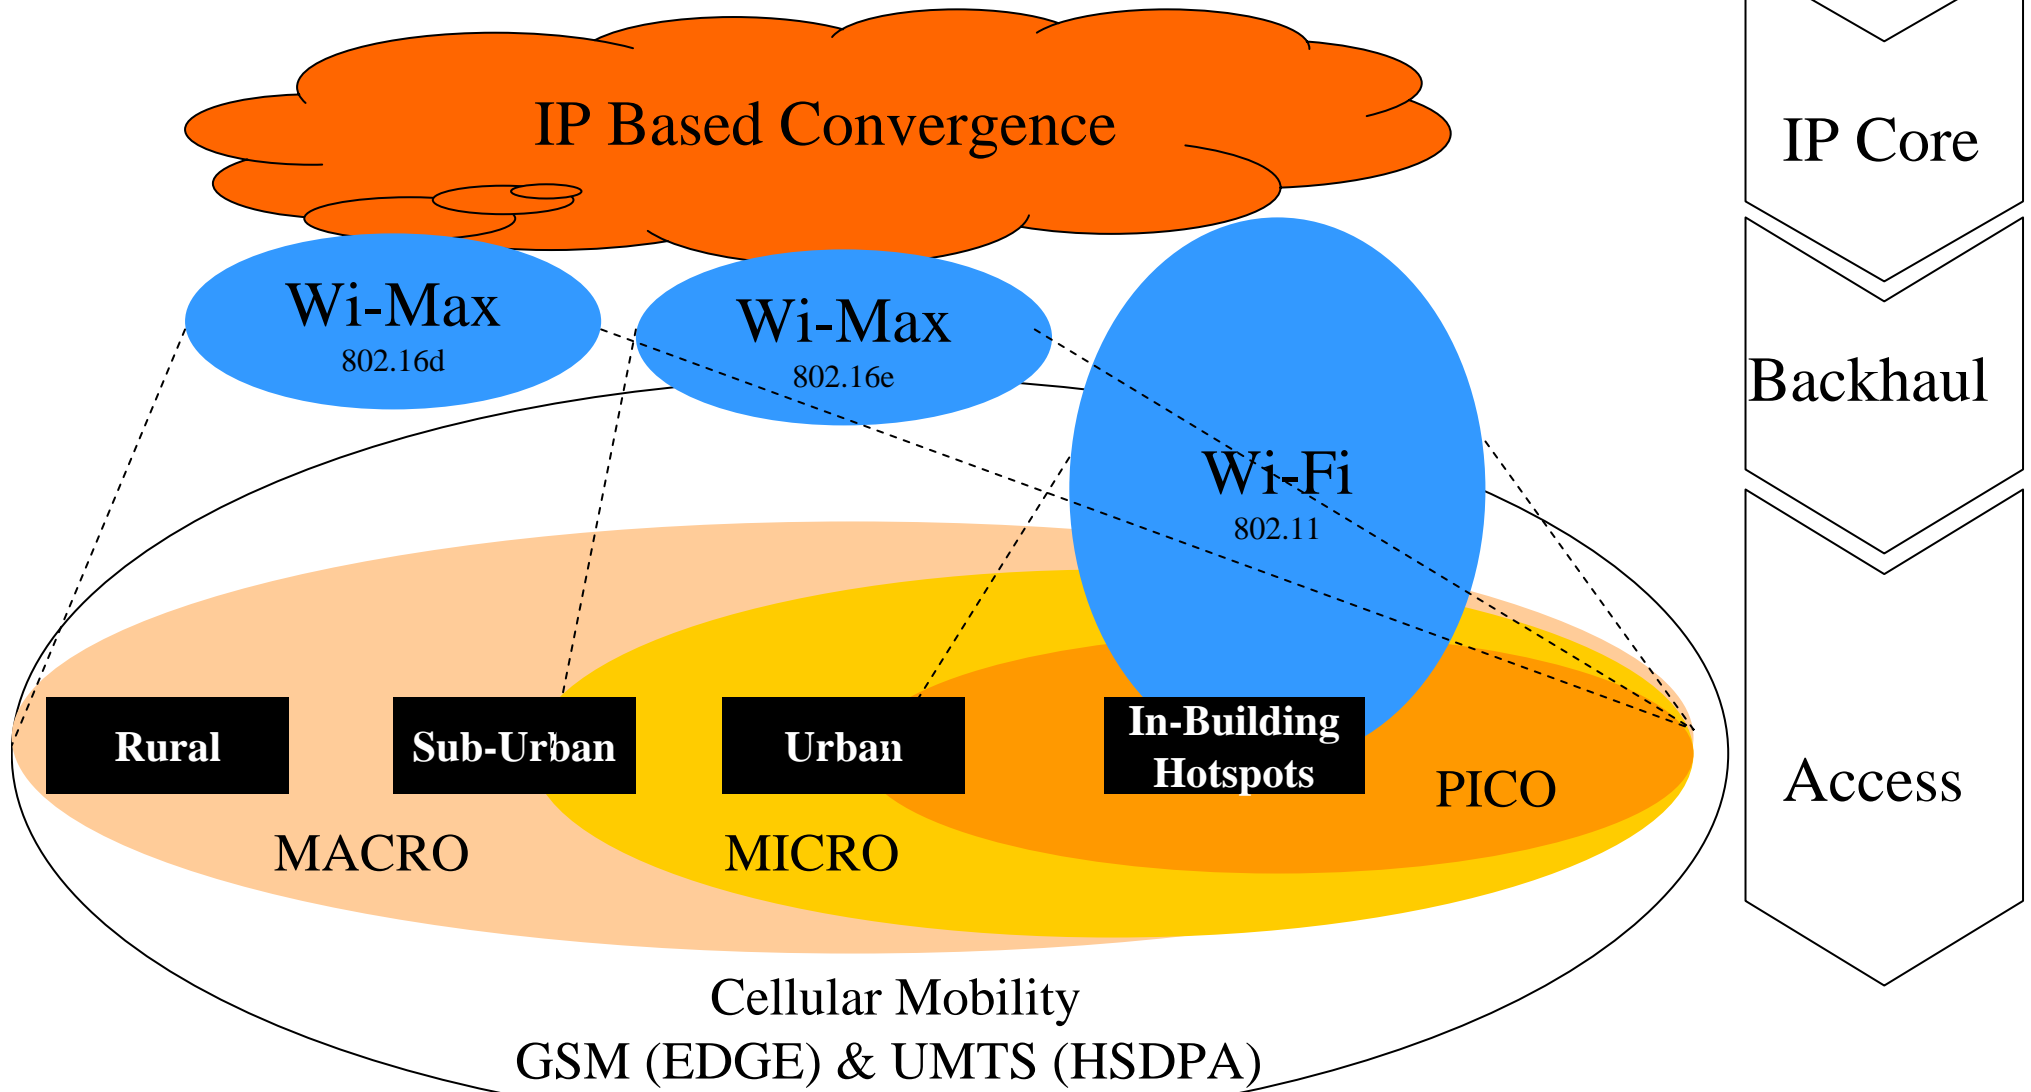 IP Based Convergence
IP Core
Wi-Max
802.16d
Wi-Max
802.16e
Backhaul
Wi-Fi
802.11
Rural
Sub-Urban
Urban
In-Building
Hotspots
PICO
Access
MACRO
MICRO
Cellular Mobility
GSM (EDGE) & UMTS (HSDPA)